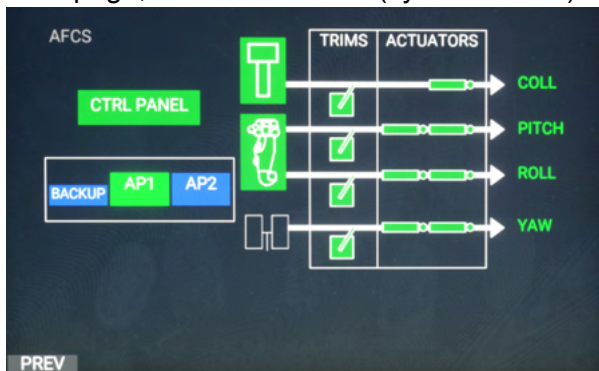 AFCS
TRIMS ACTUATORS
COLL
CTRL PANEL
PITCH
BACKUP AP1 AP2
ROLL
YAW
PREV